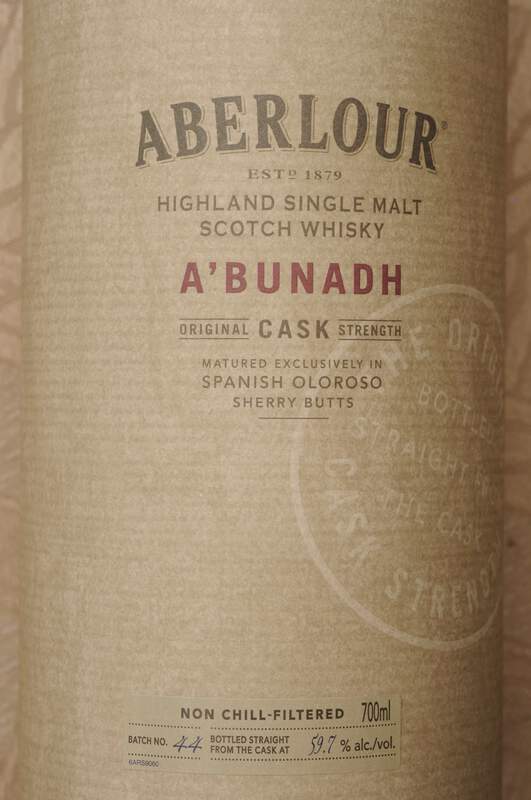 ABERLOUR
ESTD 1879
HIGHLAND SINGLE MALT
SCOTCH WHISKY
A'BUNADH
ORIGINAL CASK STRENGTH
MATURED EXCLUSIVELY IN
SPANISH OLOROSO
SHERRY BUTTS
THE
BOTTLED
STRAIGHT
THE CASK
CASK STRENGTH
NON CHILL-FILTERED 700ml
BATCH NO. 44 BOTTLED STRAIGHT
FROM THE CASK AT 59.7 % alc./vol.
6ARS9060